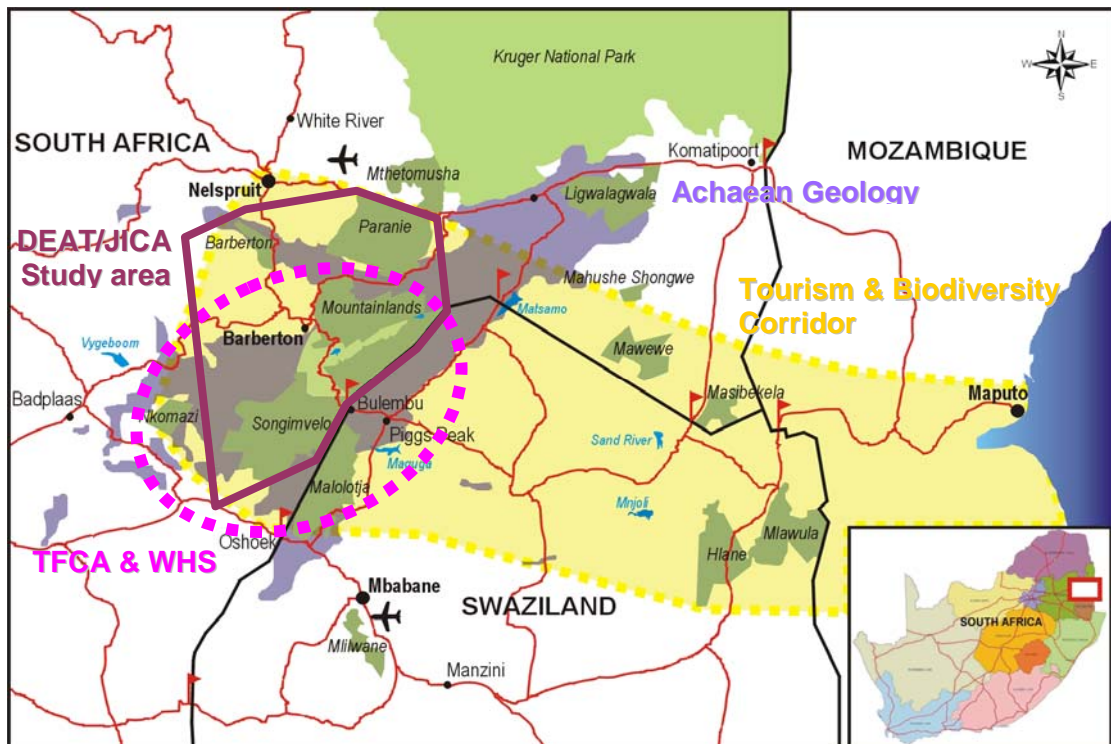 Kruger National Park
N
W
E
S
SOUTH AFRICA
White River
Komatipoort
MOZAMBIQUE
Mthetomusha
Nelspruit
Ligwalagwala
Achaean Geology
Paranie
DEAT/JICA
Study area
Barberton
Mahushe Shongwe
Tourism & Biodiversity
Corridor
Mountainlands
Matsamo
Vygeboom
Barberton
Mawewe
Masibekela
Maputo
Badplaas
Nkomazi
Songimvelo
Bulembu
Piggs Peak
Sand River
Maguga
Malolotja
Mnjoli
Mlawula
Hlane
Oshoek
TFCA & WHS
Mbabane
SWAZILAND
Mlilwane
Manzini
SOUTH AFRICA